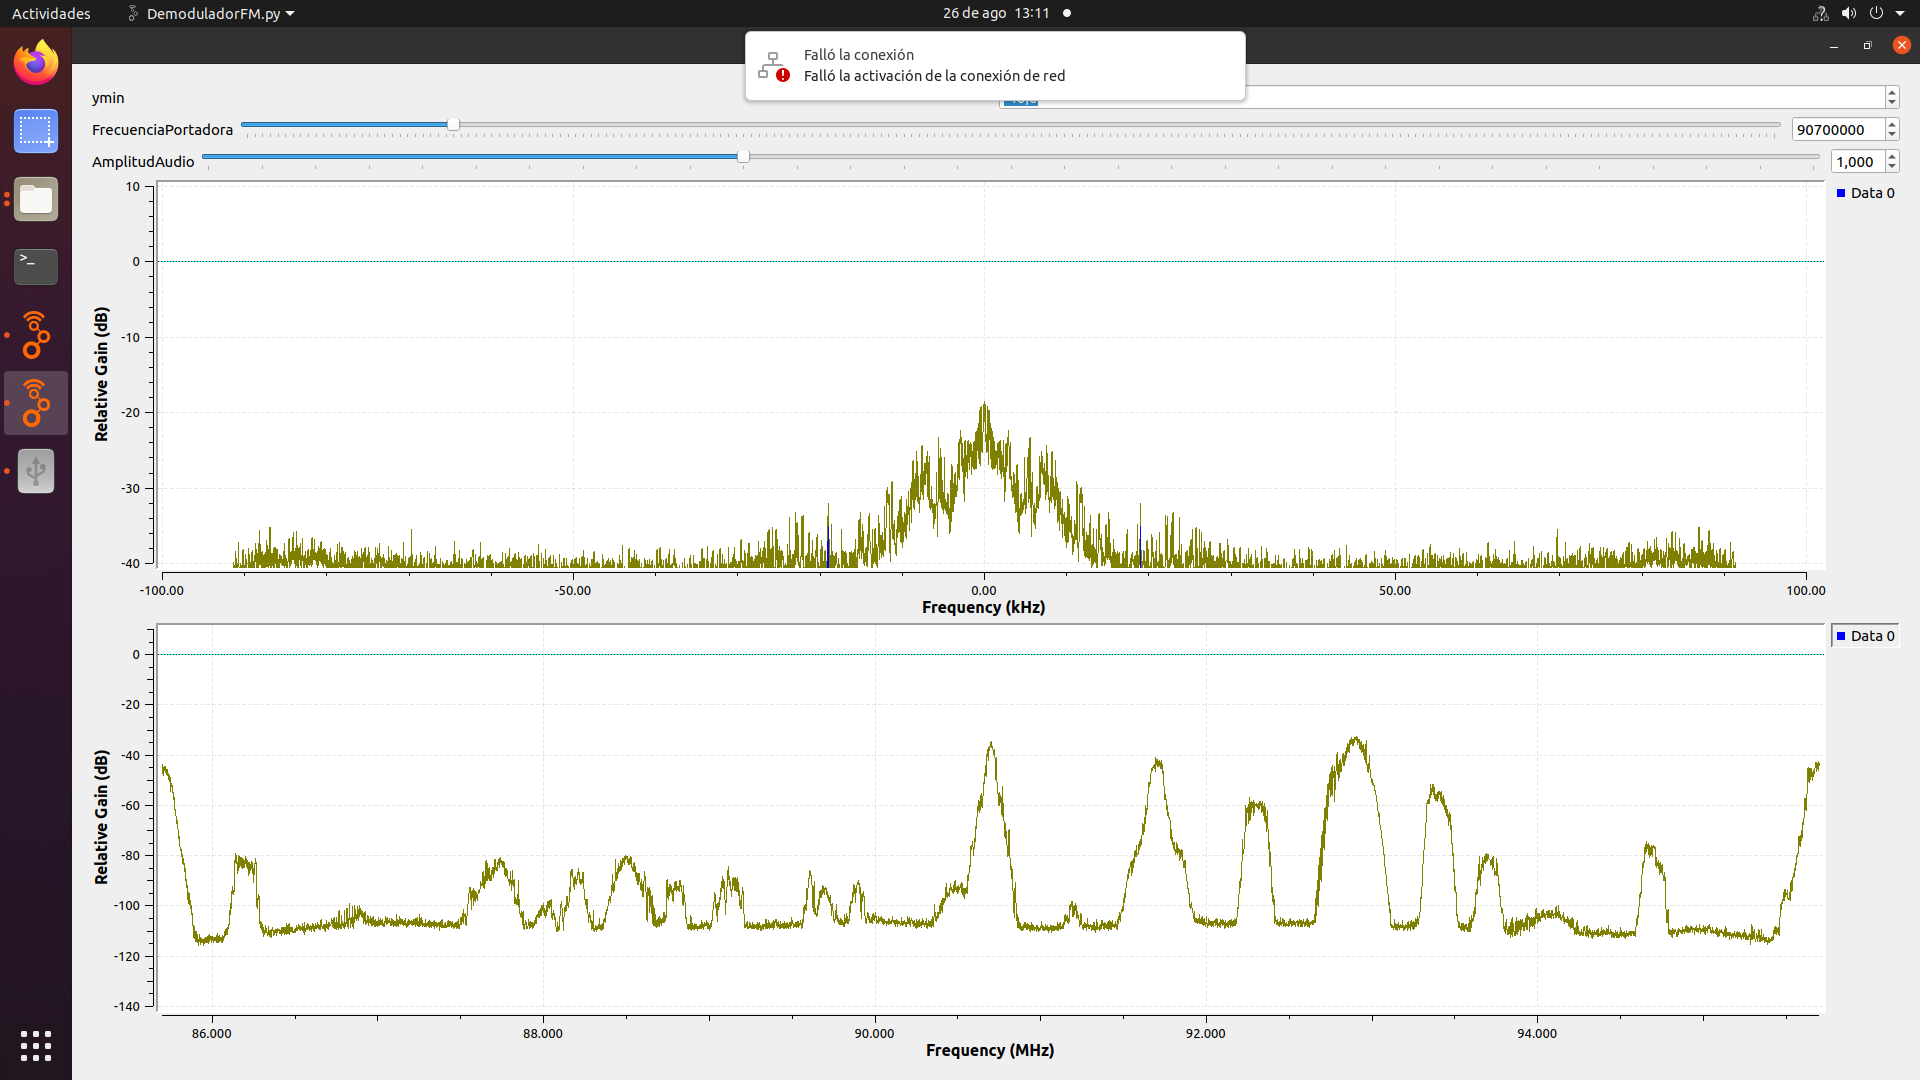 Actividades
DemoduladorFM.py
26 de ago 13:11
Falló la conexión
Falló la activación de la conexión de red
ymin
FrecuenciaPortadora
90700000
AmplitudAudio
1,000
10
0
-10
-20
-30
-40
Relative Gain (dB)
Data 0
-100.00
-50.00
0.00
50.00
100.00
Frequency (kHz)
0
-20
-40
-60
-80
-100
-120
-140
Relative Gain (dB)
Data 0
86.000
88.000
90.000
92.000
94.000
Frequency (MHz)